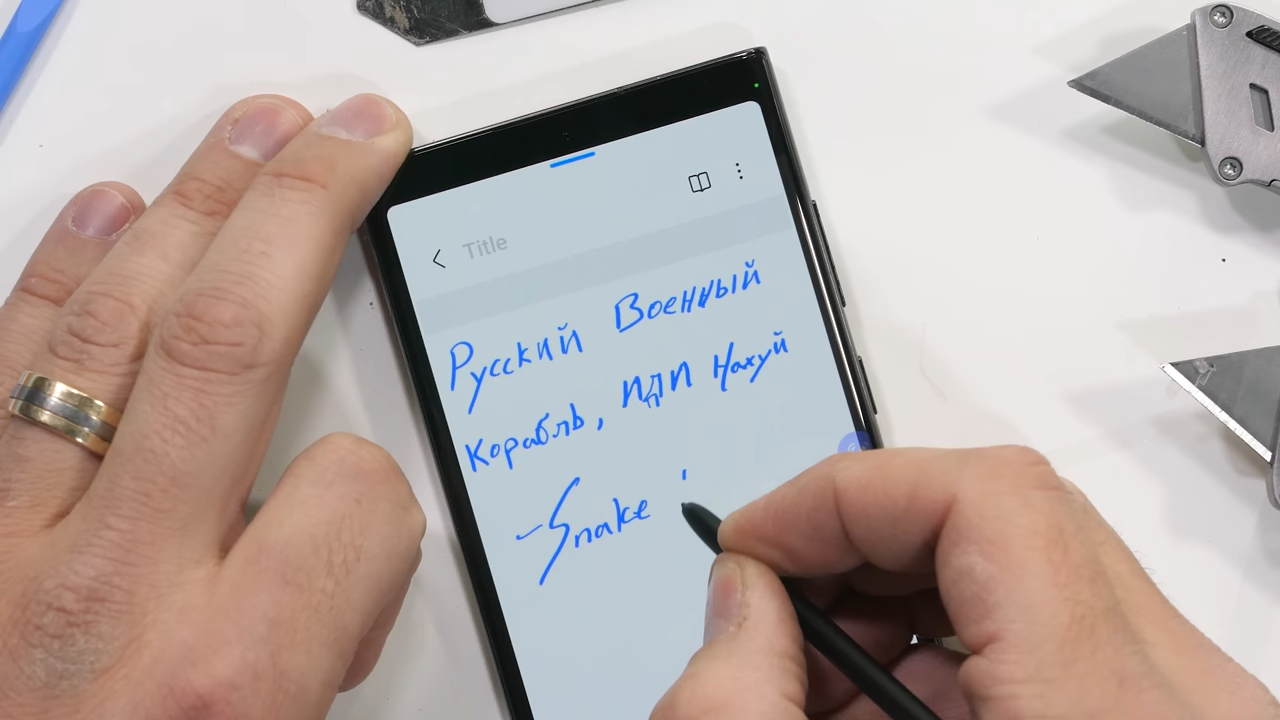 Title
Русский Военный
Корабль, иди Нахуй
-Snake i